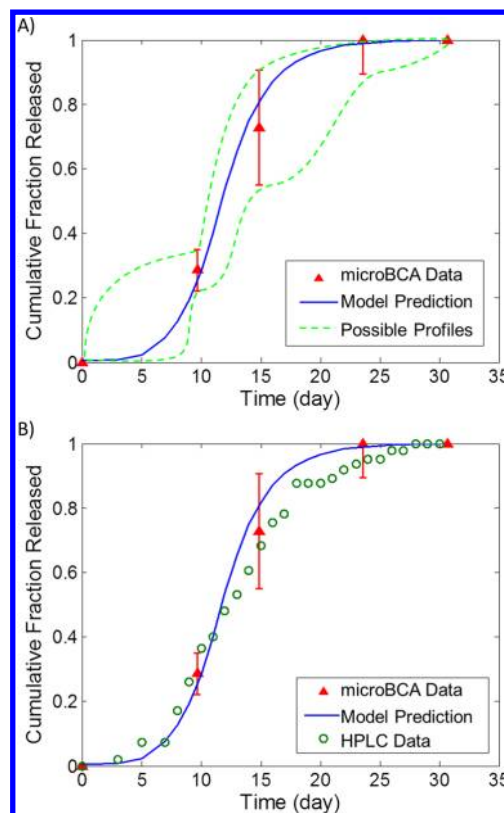 A)
1
0.8
0.6
0.4
0.2
0
Cumulative Fraction Released
microBCA Data
Model Prediction
Possible Profiles
0 5 10 15 20 25 30 35
Time (day)
B)
1
0.8
0.6
0.4
0.2
0
Cumulative Fraction Released
microBCA Data
Model Prediction
HPLC Data
0 5 10 15 20 25 30 35
Time (day)